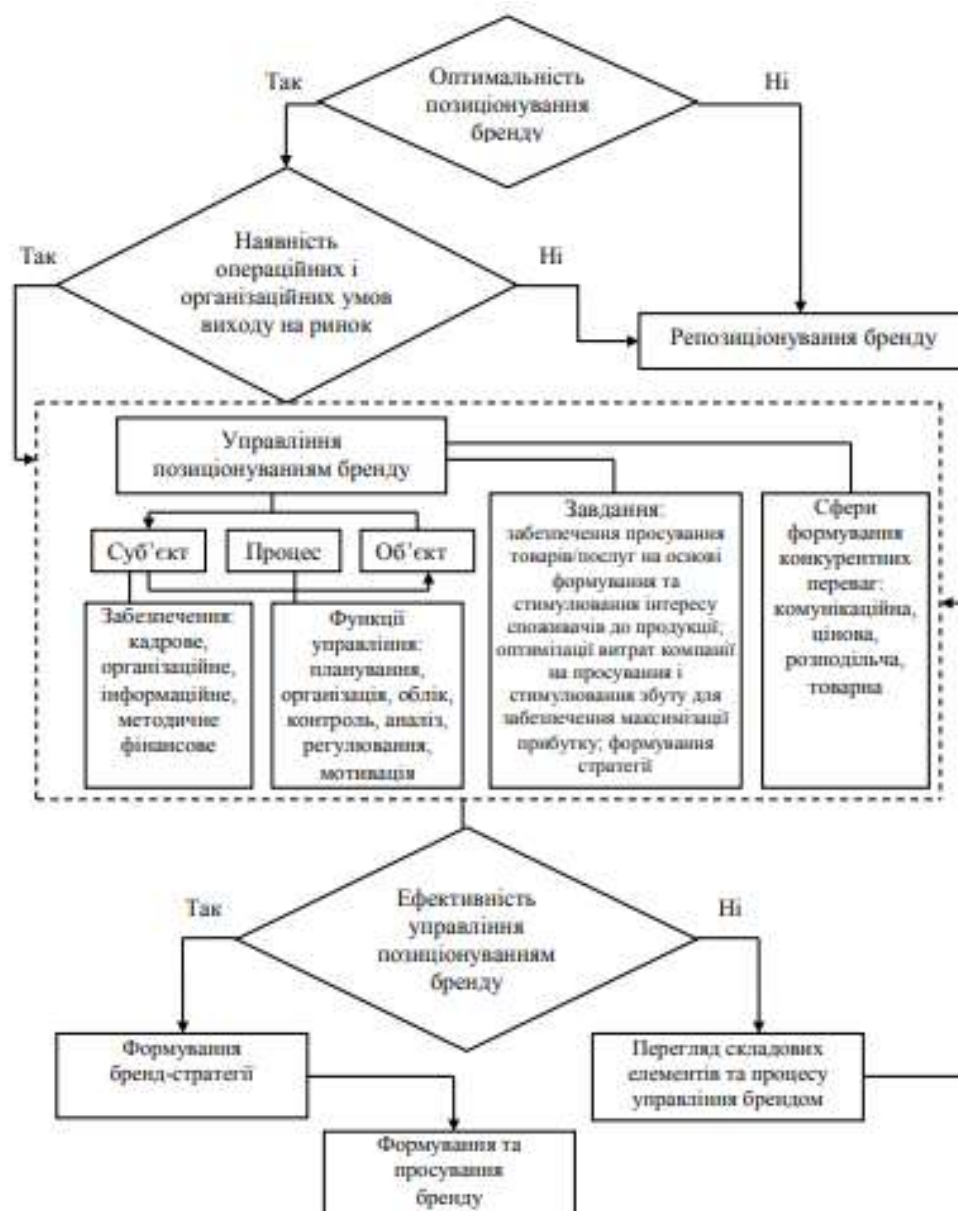 Оптимальність
позиціонування
бренду
Так
Ні
Наявність
операційних і
організаційних умов
виходу на ринок
Так
Ні
Репозиціонування бренду
Управління
позиціонуванням бренду
Суб’єкт
Процес
Об’єкт
Забезпечення:
кадрове,
організаційне,
інформаційне,
методичне
фінансове
Функції
управління:
планування,
організація, облік,
контроль, аналіз,
регулювання,
мотивація
Завдання:
забезпечення просування
товарів/послуг на основі
формування та
стимулювання інтересу
споживачів до продукції;
оптимізації витрат компанії
на просування і
стимулювання збуту для
забезпечення максимізації
прибутку; формування
стратегії
Сфери
формування
конкурентних
переваг:
комунікаційна,
цінова,
розподільча,
товарна
Ефективність
управління
позиціонуванням
бренду
Так
Ні
Формування
бренд-стратегії
Перегляд складових
елементів та процесу
управління брендом
Формування та
просування
бренду